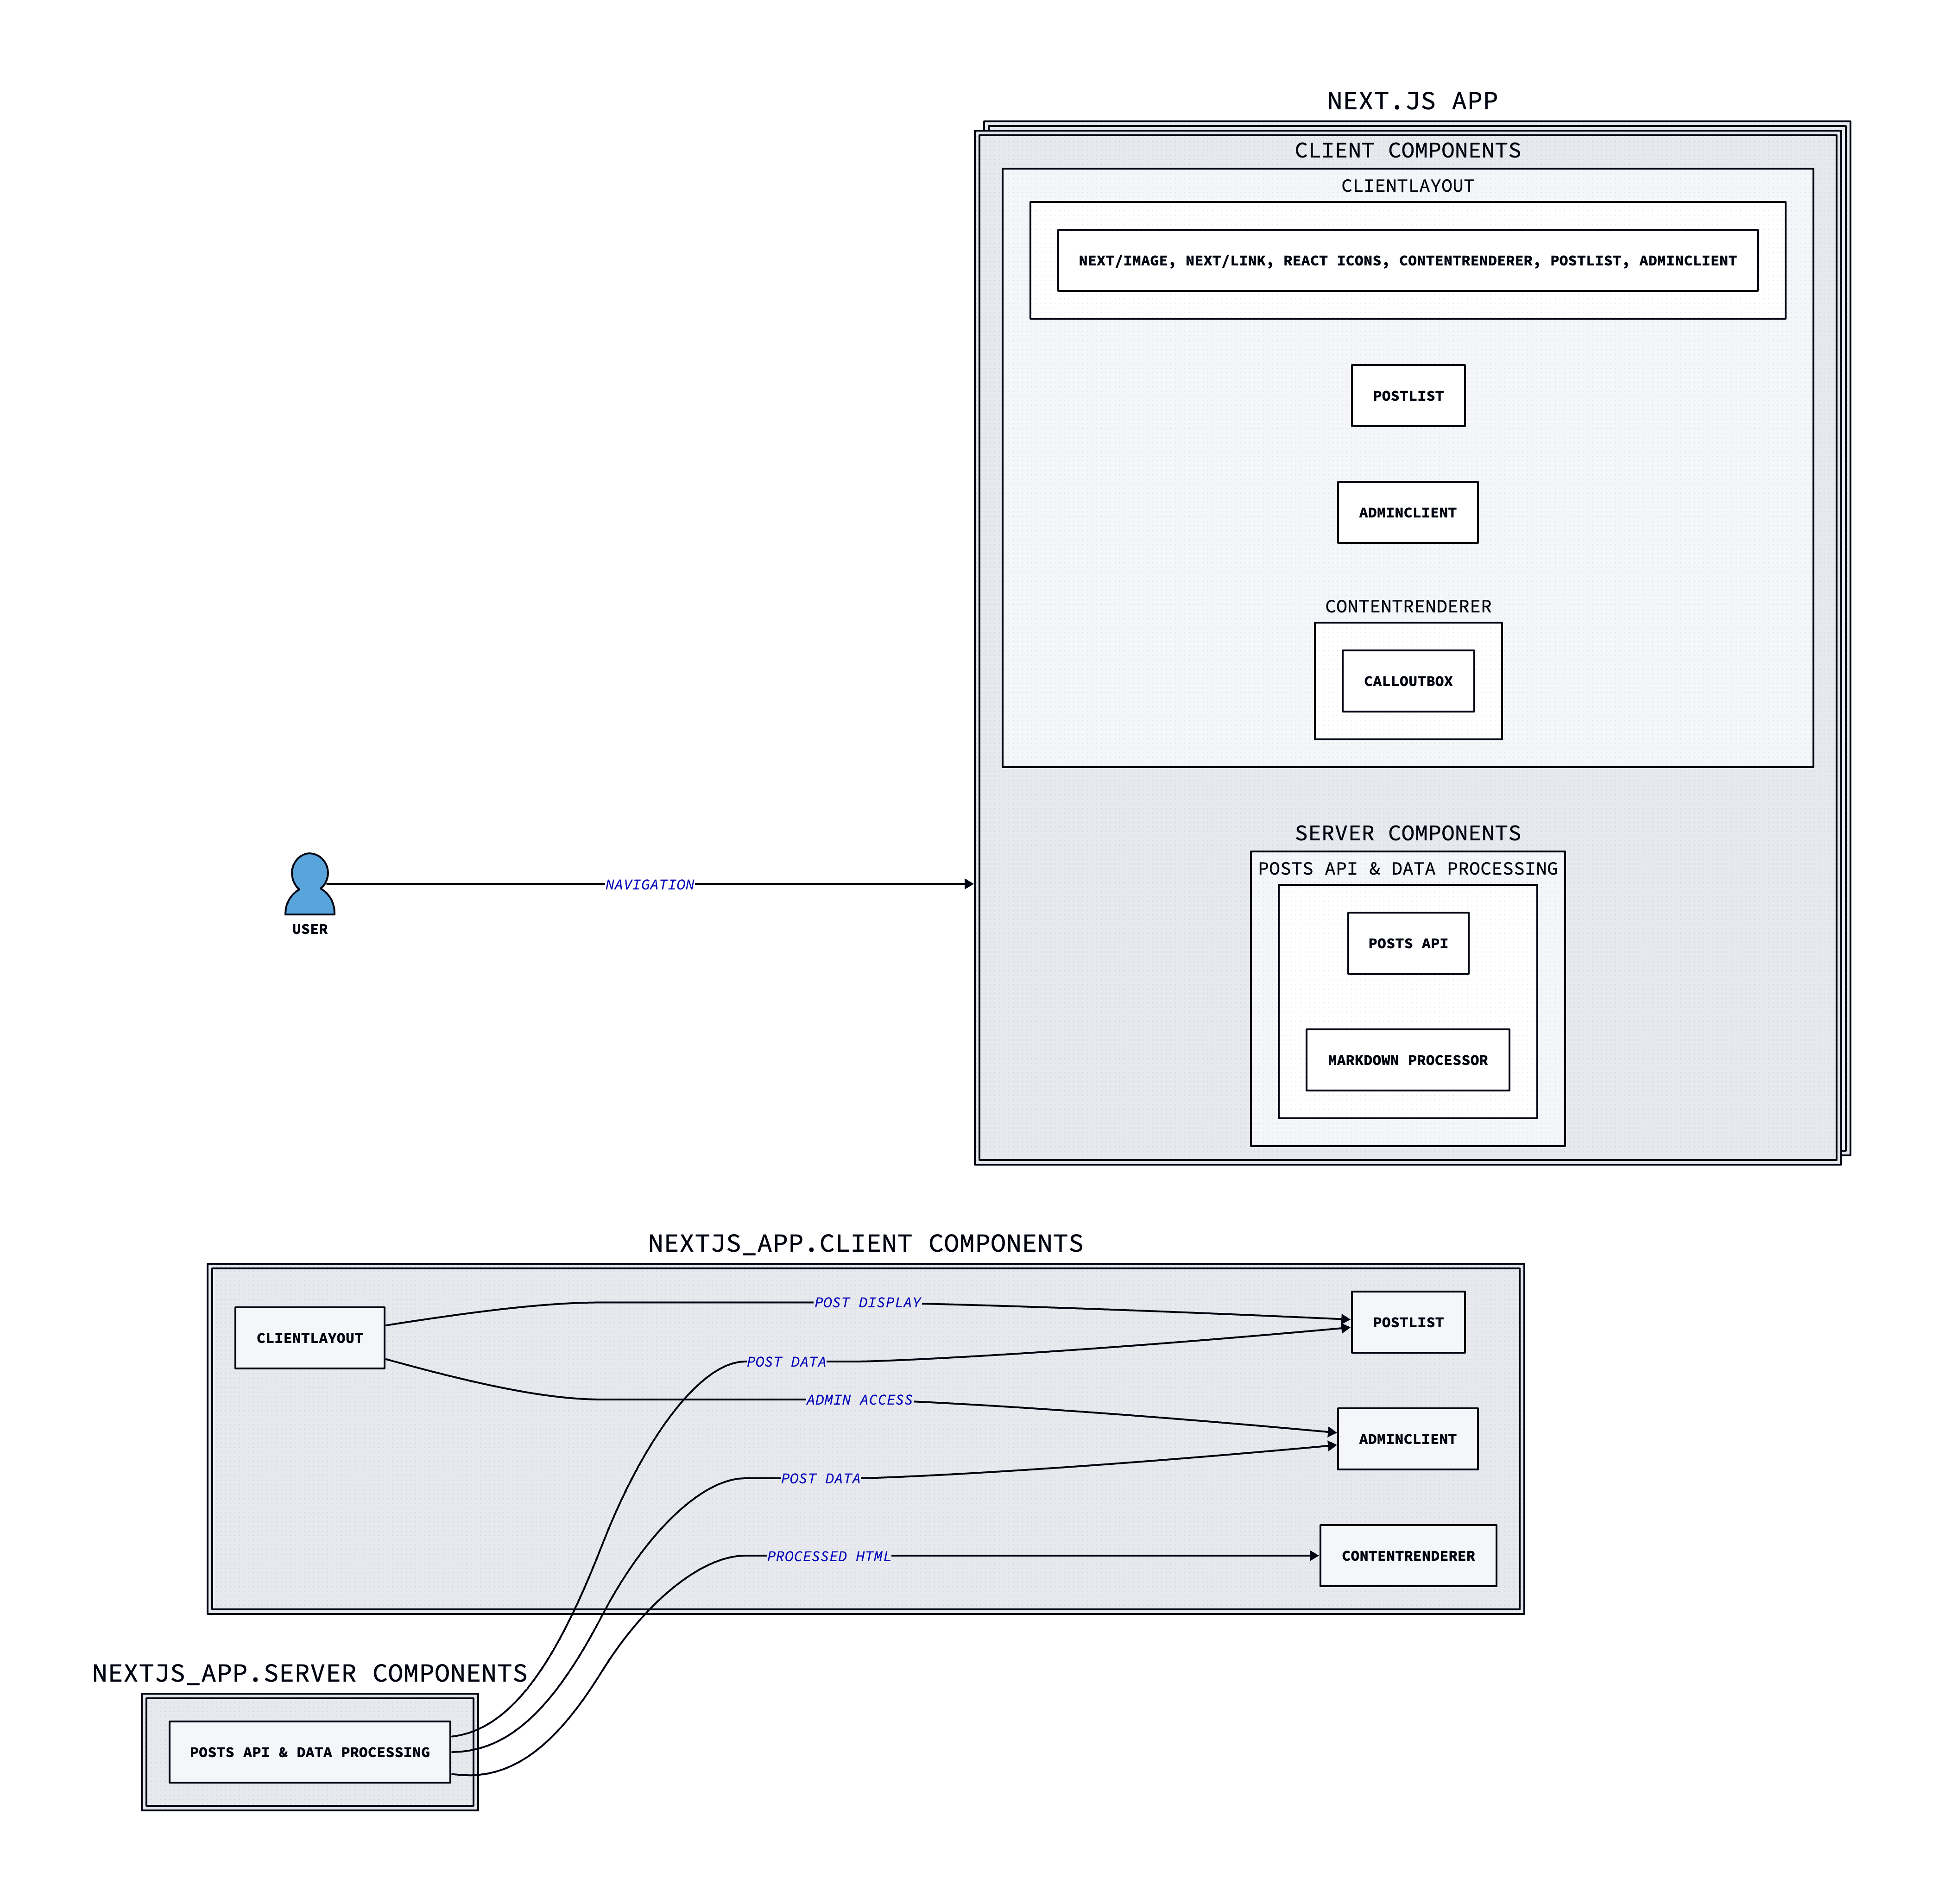 NEXT.JS APP
CLIENT COMPONENTS
CLIENTLAYOUT
NEXT/IMAGE, NEXT/LINK, REACT ICONS, CONTENTRENDERER, POSTLIST, ADMINCLIENT
POSTLIST
ADMINCLIENT
CONTENTRENDERER
CALLOUTBOX
SERVER COMPONENTS
POSTS API & DATA PROCESSING
POSTS API
MARKDOWN PROCESSOR
NAVIGATION
USER
NEXTJS_APP.CLIENT COMPONENTS
CLIENTLAYOUT
POST DISPLAY
POSTLIST
POST DATA
ADMIN ACCESS
ADMINCLIENT
POST DATA
PROCESSED HTML
CONTENTRENDERER
NEXTJS_APP.SERVER COMPONENTS
POSTS API & DATA PROCESSING